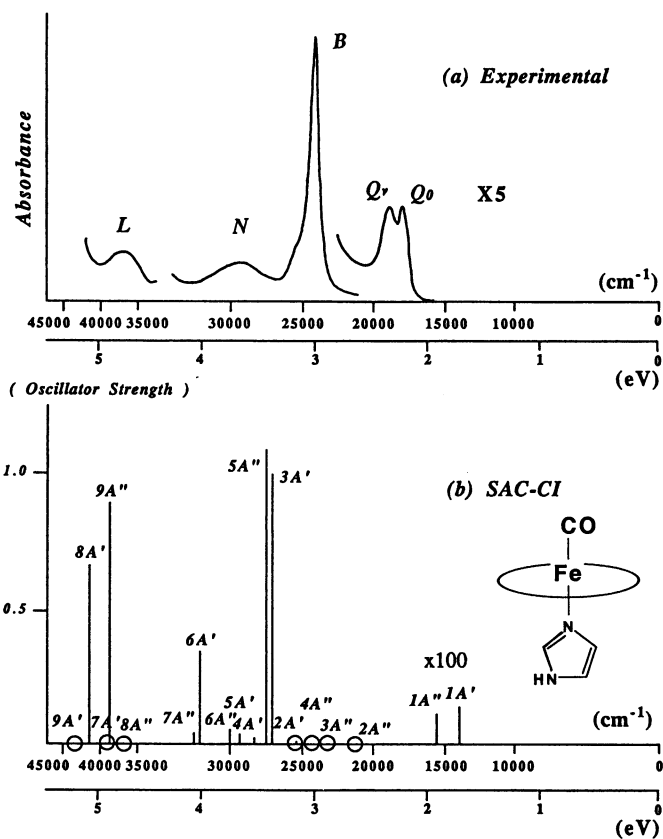 B
(a) Experimental
Absorbance
Qv Q0 X5
L N
(cm-1)
45000 40000 35000 30000 25000 20000 15000 10000 0
5 4 3 2 1 0
(eV)
( Oscillator Strength )
1.0
5A" 3A'
9A"
(b) SAC-CI
CO
8A'
Fe
0.5
N
6A'
x100
HN
5A' 4A" 1A" 1A'
9A' 7A' 8A" 7A" 6A" 4A' 2A' 3A" 2A"
(cm-1)
45000 40000 35000 30000 25000 20000 15000 10000 0
5 4 3 2 1 0
(eV)